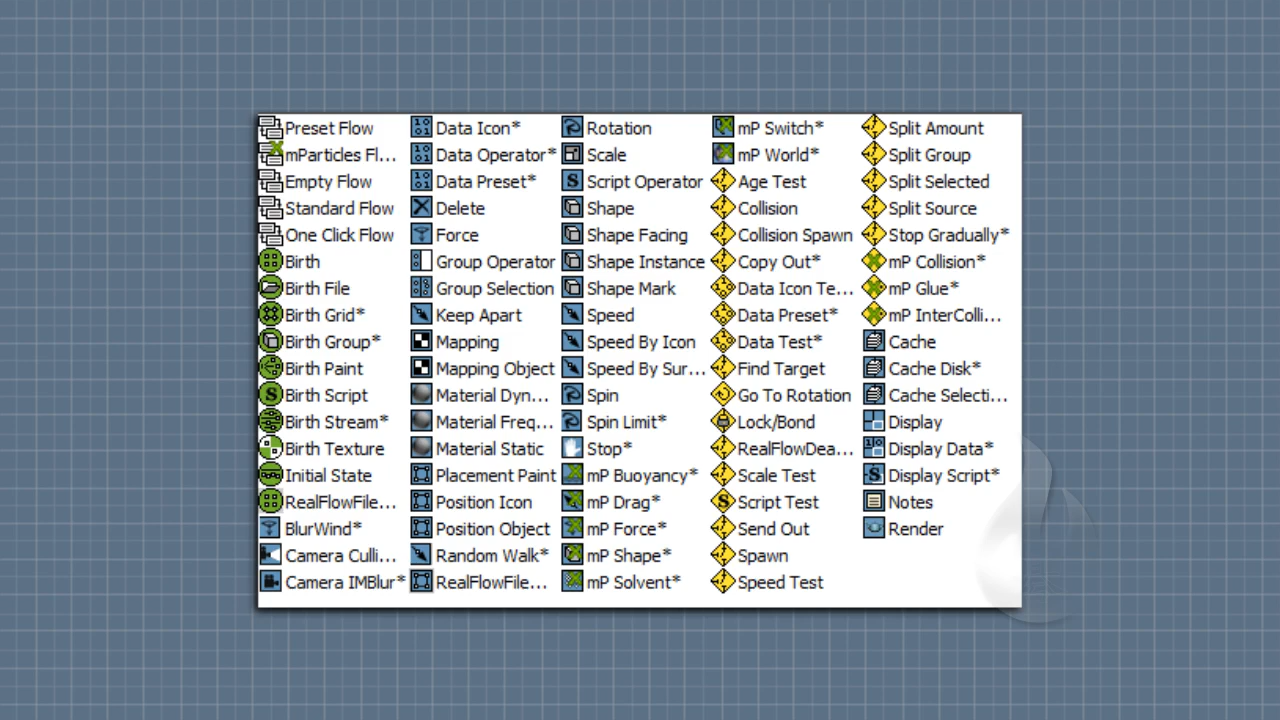 Preset Flow
mParticles Fl...
Empty Flow
Standard Flow
One Click Flow
Birth
Birth File
Birth Grid*
Birth Group*
Birth Paint
Birth Script
Birth Stream*
Birth Texture
Initial State
RealFlowFile...
BlurWind*
Camera Culli...
Camera IMBlur*
Data Icon*
Data Operator*
Data Preset*
Delete
Force
Group Operator
Group Selection
Keep Apart
Mapping
Mapping Object
Material Dyn...
Material Freq...
Material Static
Placement Paint
Position Icon
Position Object
Random Walk*
RealFlowFile...
Rotation
Scale
Script Operator
Shape
Shape Facing
Shape Instance
Shape Mark
Speed
Speed By Icon
Speed By Sur...
Spin
Spin Limit*
Stop*
mP Buoyancy*
mP Drag*
mP Force*
mP Shape*
mP Solvent*
mP Switch*
mP World*
Age Test
Collision
Collision Spawn
Copy Out*
Data Icon Te...
Data Preset*
Data Test*
Find Target
Go To Rotation
Lock/Bond
RealFlowDea...
Scale Test
Script Test
Send Out
Spawn
Speed Test
Split Amount
Split Group
Split Selected
Split Source
Stop Gradually*
mP Collision*
mP Glue*
mP InterColli...
Cache
Cache Disk*
Cache Selecti...
Display
Display Data*
Display Script*
Notes
Render